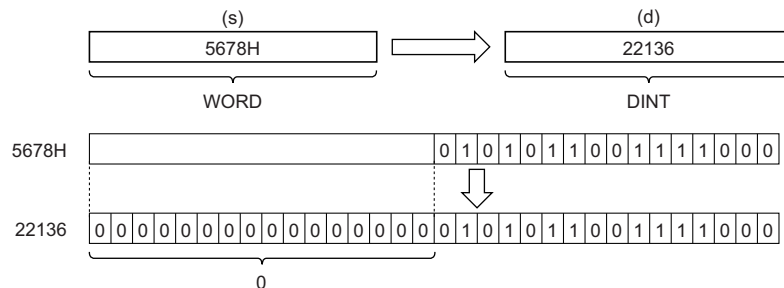 (s) (d)
5678H 22136
WORD DINT
5678H 0 1 0 1 0 1 1 0 0 1 1 1 1 0 0 0
22136 0 0 0 0 0 0 0 0 0 0 0 0 0 0 0 0 0 1 0 1 0 1 1 0 0 1 1 1 1 0 0 0
0